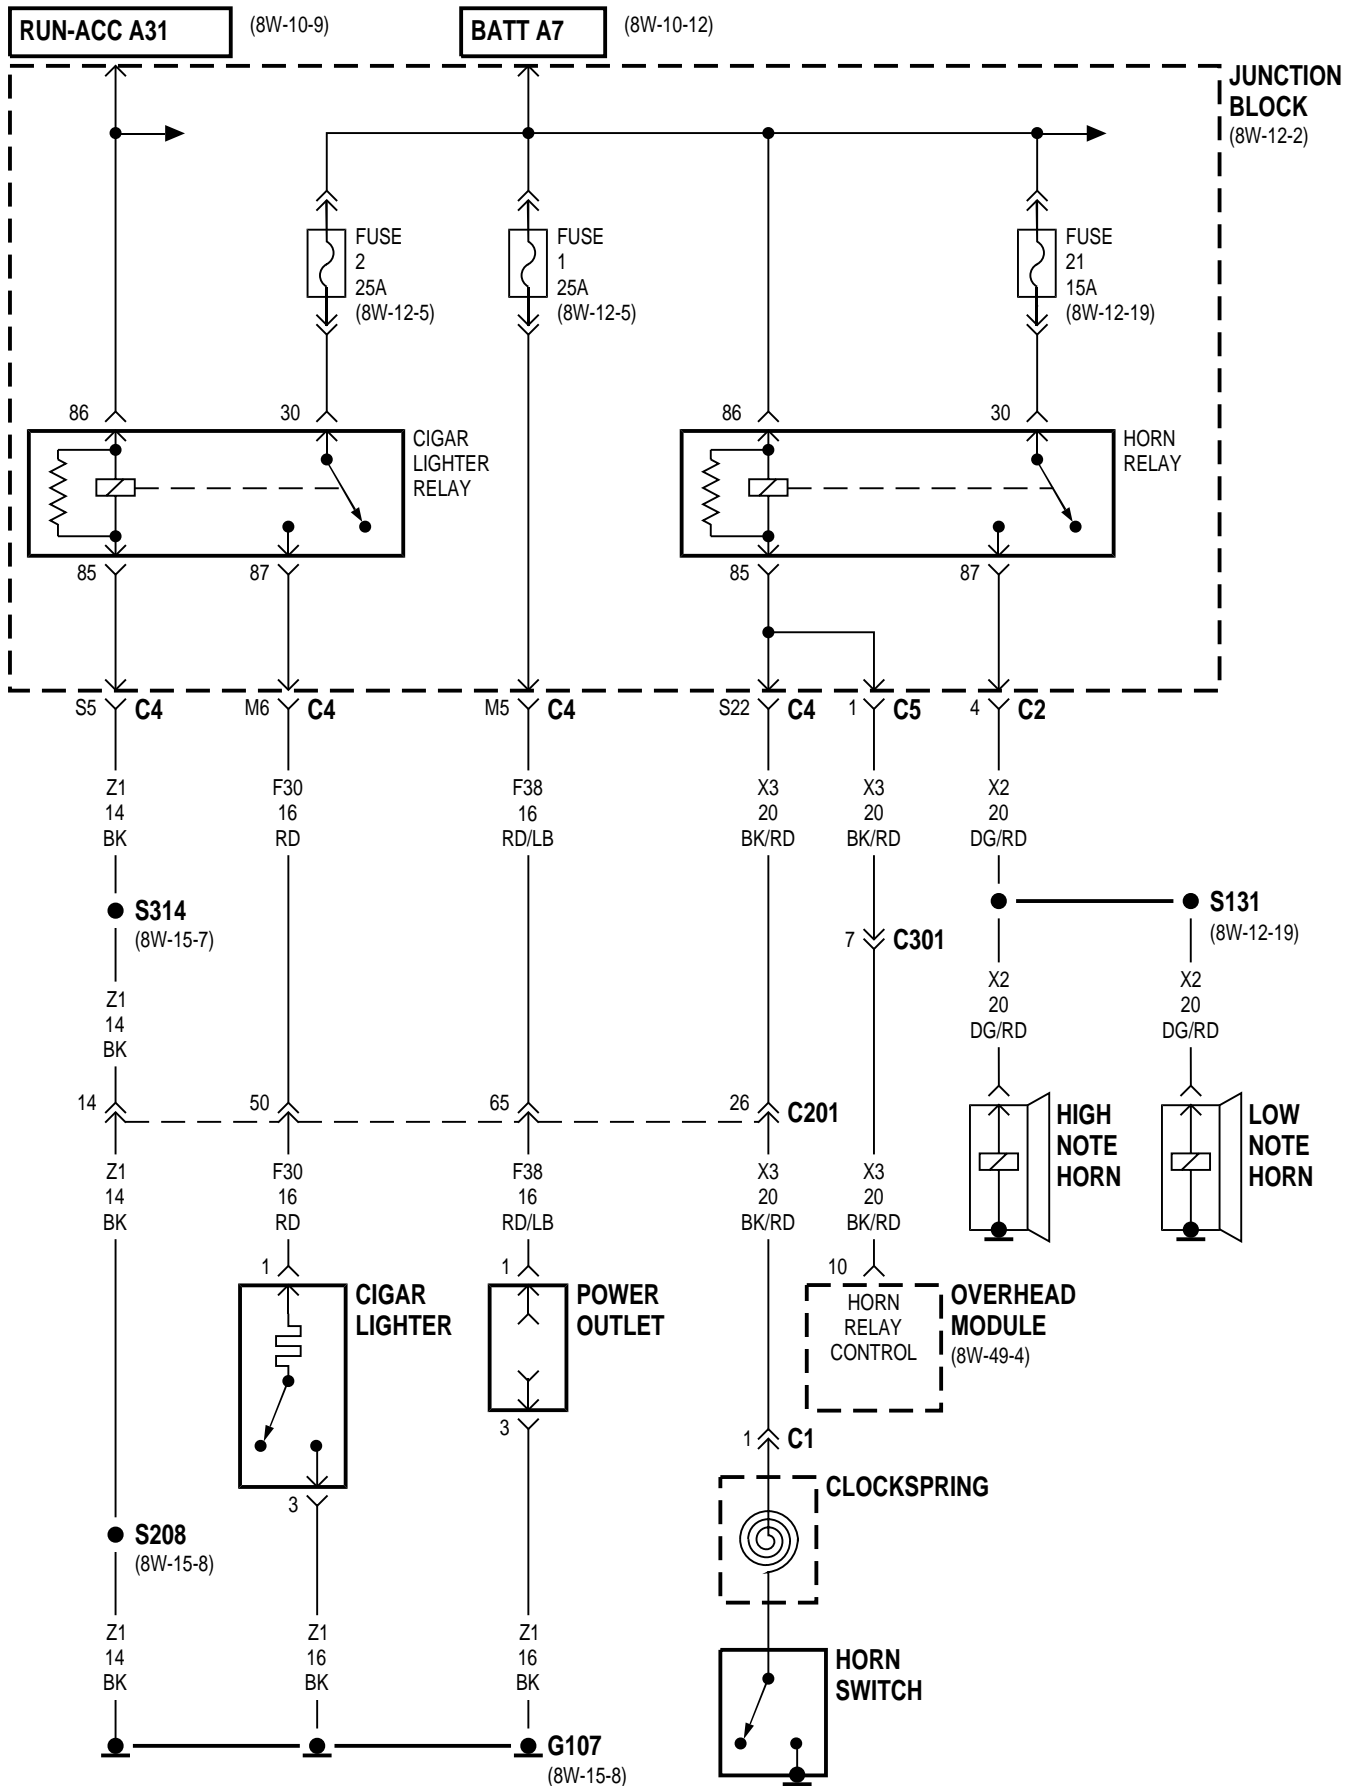 RUN-ACC A31
(8W-10-9)
BATT A7
(8W-10-12)
JUNCTION
BLOCK
(8W-12-2)
FUSE
2
25A
(8W-12-5)
FUSE
1
25A
(8W-12-5)
FUSE
21
15A
(8W-12-19)
86
30
CIGAR
LIGHTER
RELAY
86
30
HORN
RELAY
85
87
85
87
S5
C4
M6
C4
M5
C4
S22
C4
1
C5
4
C2
Z1
14
BK
F30
16
RD
F38
16
RD/LB
X3
20
BK/RD
X3
20
BK/RD
X2
20
DG/RD
S314
(8W-15-7)
7
C301
S131
(8W-12-19)
Z1
14
BK
X2
20
DG/RD
X2
20
DG/RD
14
50
65
26
C201
HIGH
NOTE
HORN
LOW
NOTE
HORN
Z1
14
BK
F30
16
RD
F38
16
RD/LB
X3
20
BK/RD
X3
20
BK/RD
1
CIGAR
LIGHTER
1
POWER
OUTLET
10
HORN
RELAY
CONTROL
OVERHEAD
MODULE
(8W-49-4)
3
3
1
C1
CLOCKSPRING
S208
(8W-15-8)
Z1
14
BK
Z1
16
BK
Z1
16
BK
HORN
SWITCH
G107
(8W-15-8)